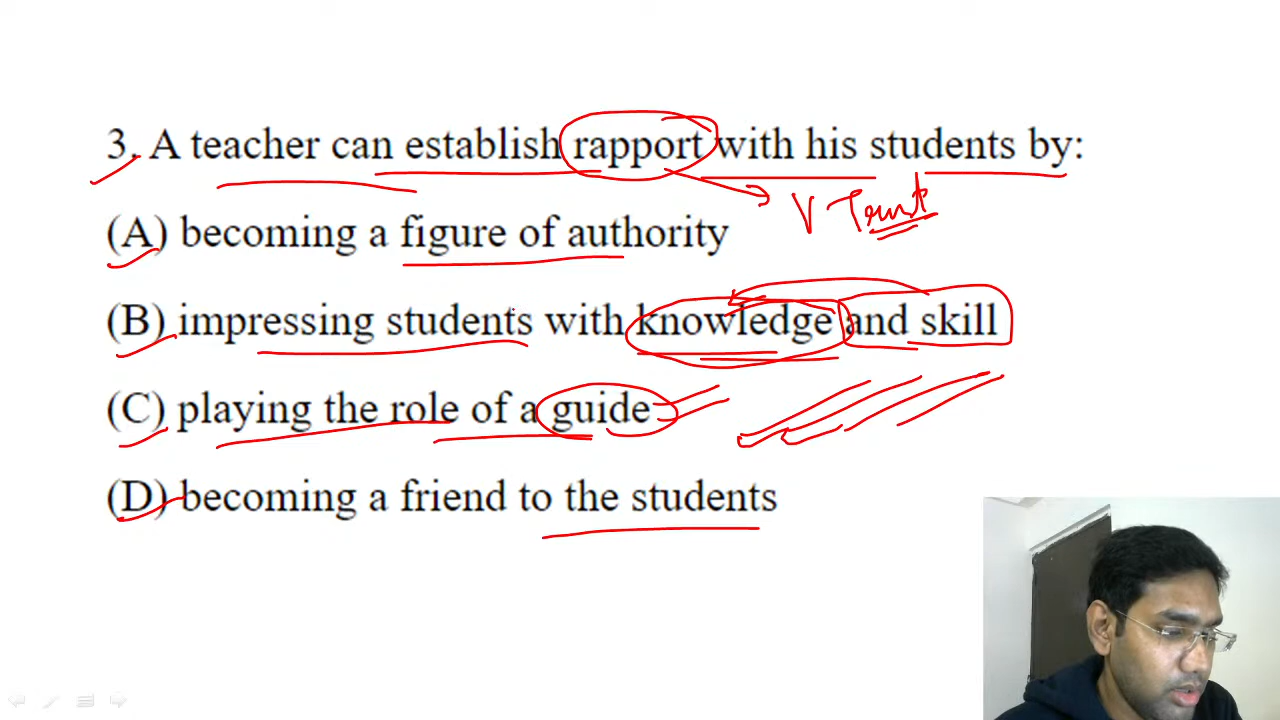 3. A teacher can establish rapport with his students by:
V Trust
(A) becoming a figure of authority
(B) impressing students with knowledge and skill
(C) playing the role of a guide
(D) becoming a friend to the students